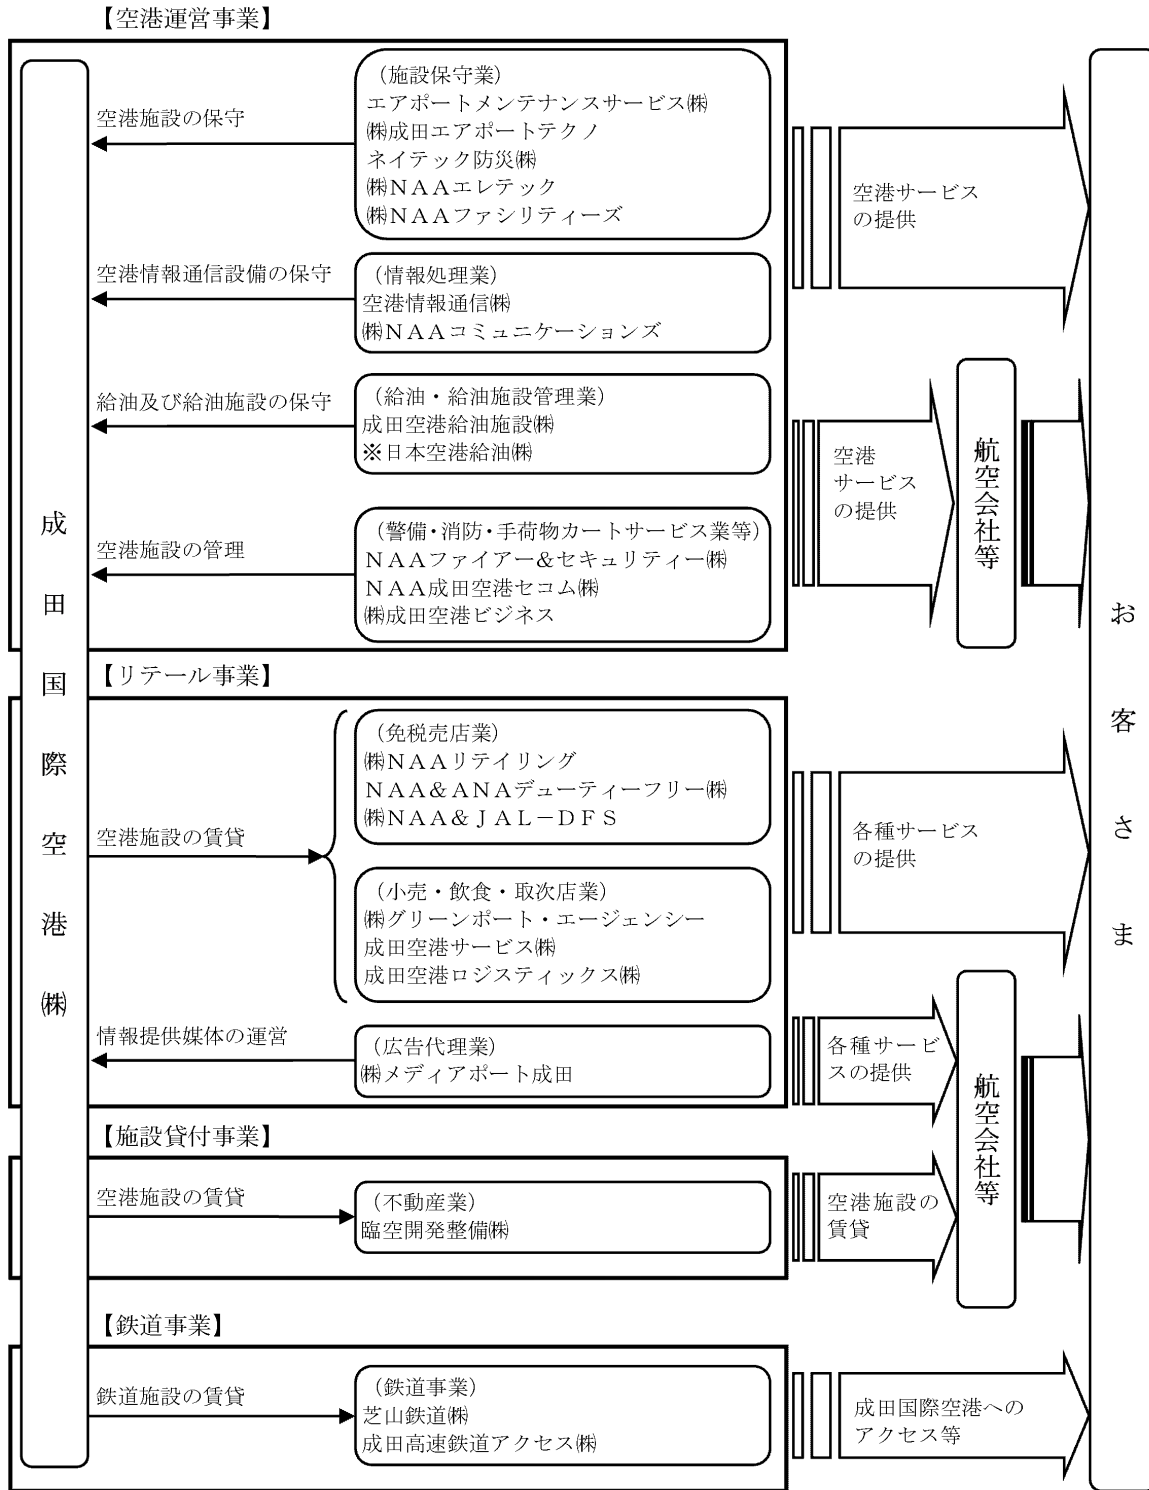 【空港運営事業】
成田国際空港㈱
空港施設の保守
（施設保守業）
エアポートメンテナンスサービス㈱
㈱成田エアポートテクノ
ネイテック防災㈱
㈱ＮＡＡエレテック
㈱ＮＡＡファシリティーズ
空港サービス
の提供
空港情報通信設備の保守
（情報処理業）
空港情報通信㈱
㈱ＮＡＡコミュニケーションズ
給油及び給油施設の保守
（給油・給油施設管理業）
成田空港給油施設㈱
※日本空港給油㈱
空港
サービス
の提供
航空会社等
空港施設の管理
（警備・消防・手荷物カートサービス業等）
ＮＡＡファイアー＆セキュリティー㈱
ＮＡＡ成田空港セコム㈱
㈱成田空港ビジネス
お客さま
【リテール事業】
空港施設の賃貸
（免税売店業）
㈱ＮＡＡリテイリング
ＮＡＡ＆ＡＮＡデューティーフリー㈱
㈱ＮＡＡ＆ＪＡＬ－ＤＦＳ
各種サービス
の提供
（小売・飲食・取次店業）
㈱グリーンポート・エージェンシー
成田空港サービス㈱
成田空港ロジスティックス㈱
情報提供媒体の運営
（広告代理業）
㈱メディアポート成田
各種サービ
スの提供
航空会社等
【施設貸付事業】
空港施設の賃貸
（不動産業）
臨空開発整備㈱
空港施設の
賃貸
【鉄道事業】
鉄道施設の賃貸
（鉄道事業）
芝山鉄道㈱
成田高速鉄道アクセス㈱
成田国際空港への
アクセス等